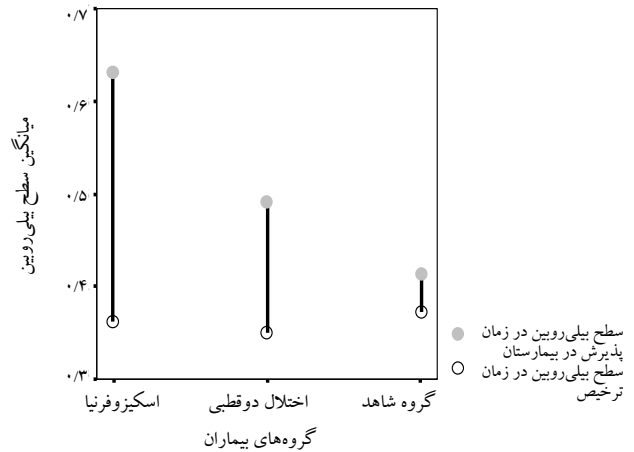 ۰/۷
۰/۶
۰/۵
۰/۴
۰/۳
میانگین سطح بیلی‌روبین
اسکیزوفرنیا
اختلال دوقطبی
گروه شاهد
گروه‌های بیماران
سطح بیلی‌روبین در زمان
پذیرش در بیمارستان
سطح بیلی‌روبین در زمان
ترخیص